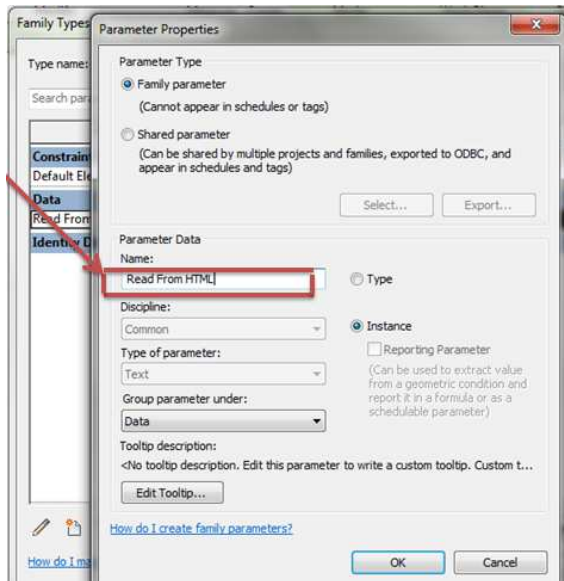 Family Types
Parameter Properties
Type name:
Search para
Constrain
Default Ele
Data
Read From
Identity D
How do I ma
Parameter Type
Family parameter
(Cannot appear in schedules or tags)
Shared parameter
(Can be shared by multiple projects and families, exported to ODBC, and
appear in schedules and tags)
Select... Export...
Parameter Data
Name:
Read From HTML
Type
Discipline:
Common
Instance
Type of parameter:
Reporting Parameter
Text
(Can be used to extract value
from a geometric condition and
report it in a formula or as a
schedulable parameter)
Group parameter under:
Data
Tooltip description:
<No tooltip description. Edit this parameter to write a custom tooltip. Custom t...
Edit Tooltip...
How do I create family parameters?
OK Cancel